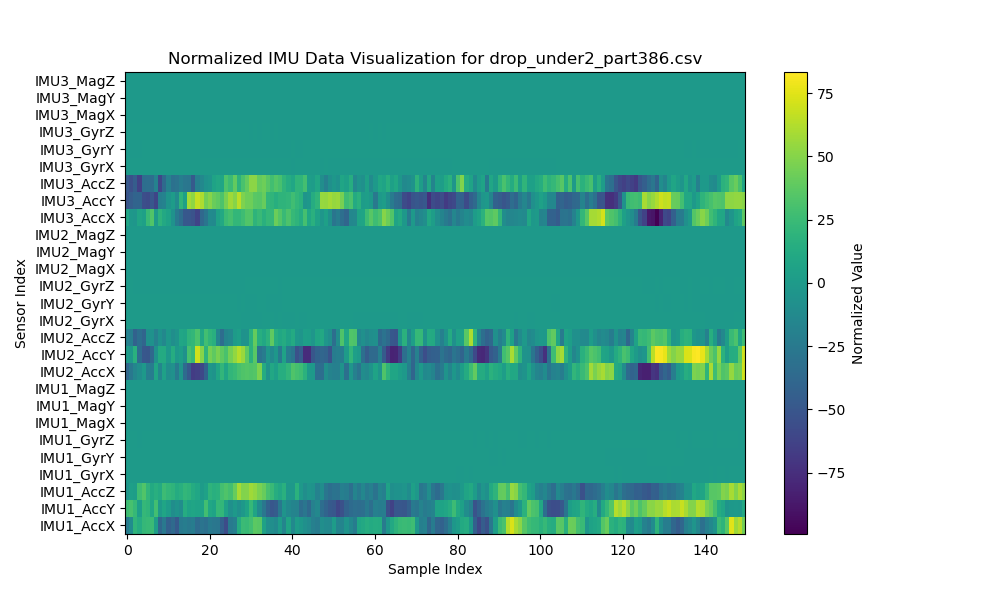 Normalized IMU Data Visualization for drop_under2_part386.csv
Sensor Index
IMU3_MagZ
IMU3_MagY
IMU3_MagX
IMU3_GyrZ
IMU3_GyrY
IMU3_GyrX
IMU3_AccZ
IMU3_AccY
IMU3_AccX
IMU2_MagZ
IMU2_MagY
IMU2_MagX
IMU2_GyrZ
IMU2_GyrY
IMU2_GyrX
IMU2_AccZ
IMU2_AccY
IMU2_AccX
IMU1_MagZ
IMU1_MagY
IMU1_MagX
IMU1_GyrZ
IMU1_GyrY
IMU1_GyrX
IMU1_AccZ
IMU1_AccY
IMU1_AccX
0 20 40 60 80 100 120 140
Sample Index
75
50
25
0
−25
−50
−75
Normalized Value